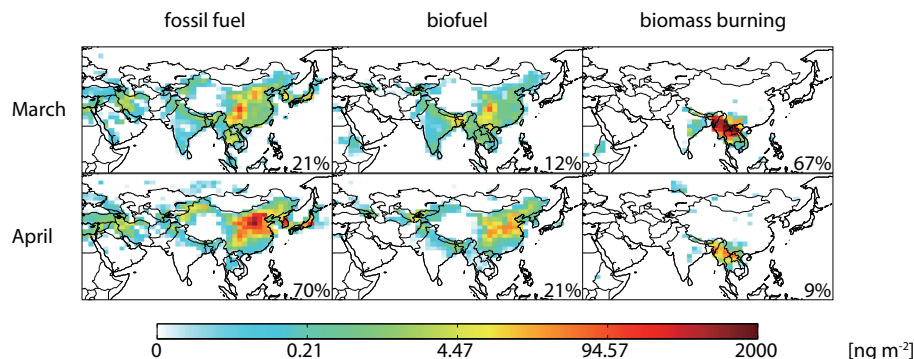 fossil fuel biofuel biomass burning
March
21% 12% 67%
April
70% 21% 9%
0 0.21 4.47 94.57 2000 [ng m-2]